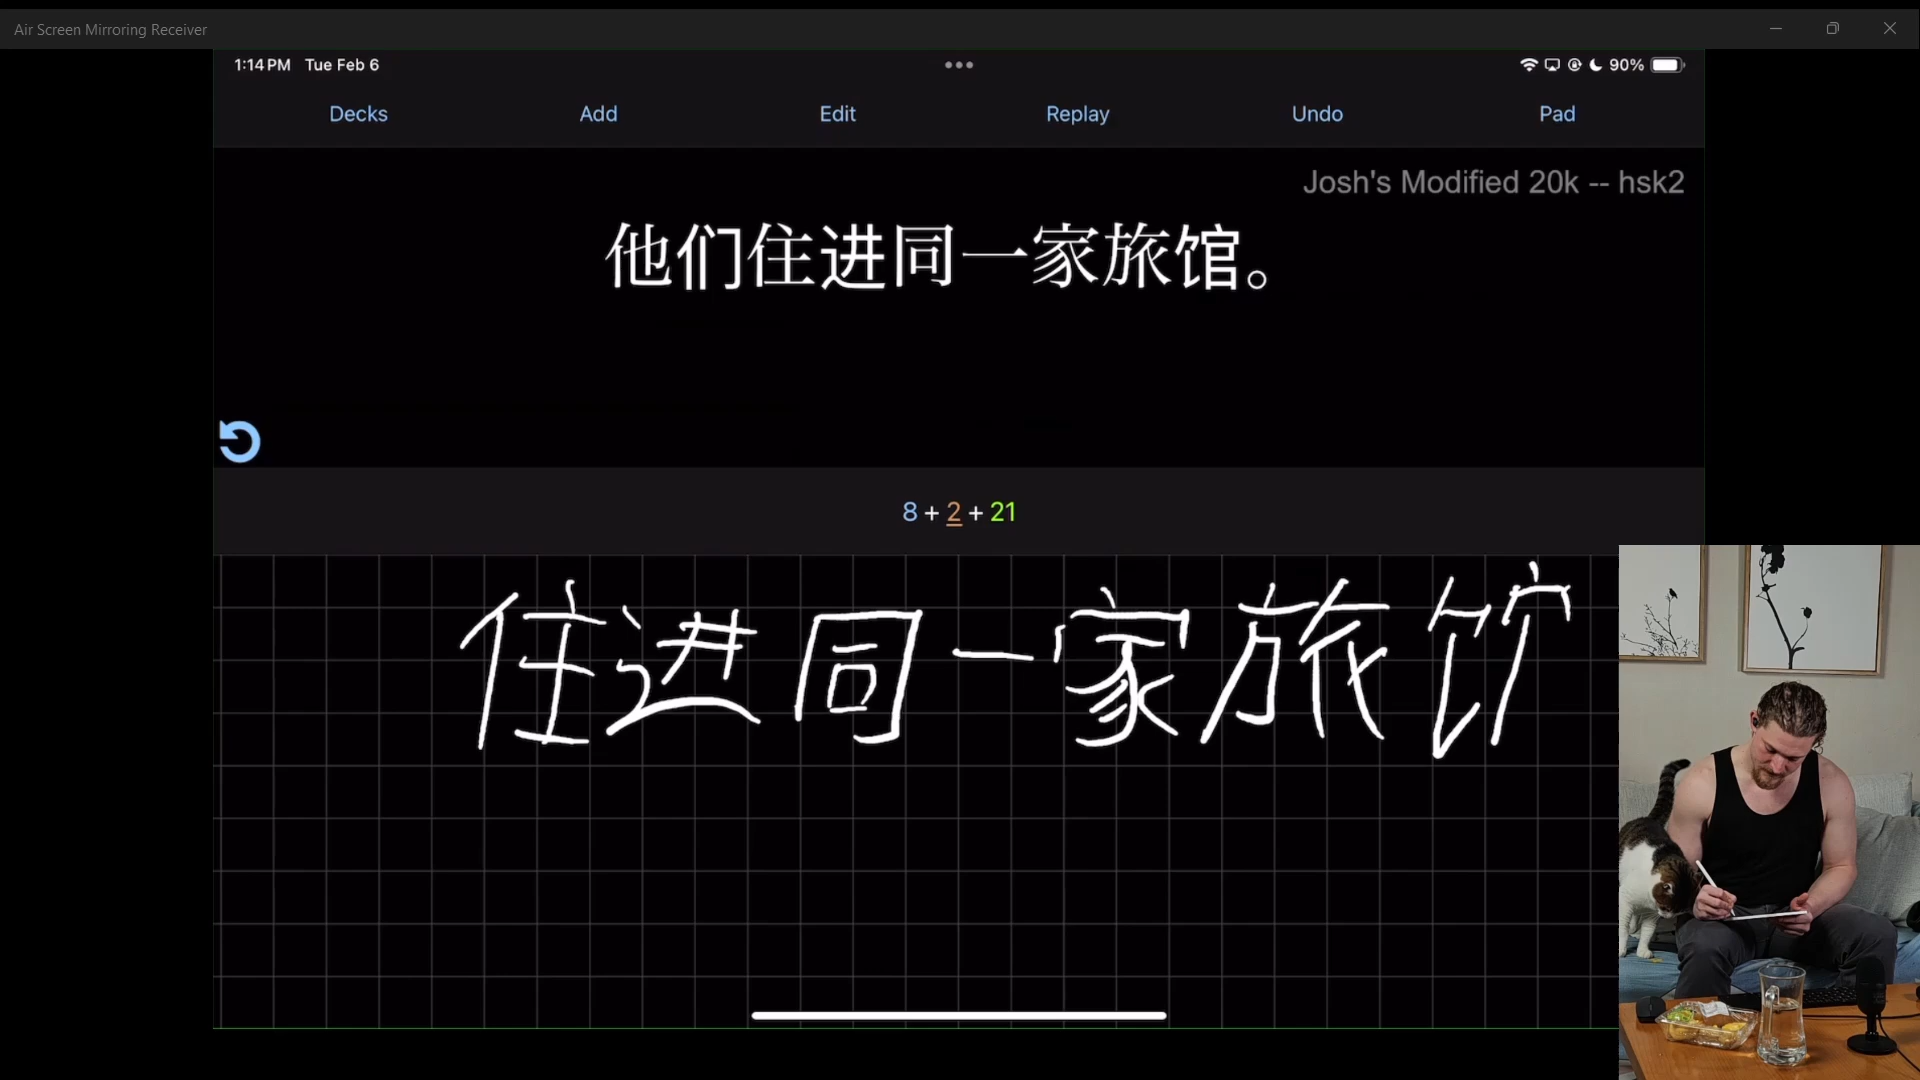 Air Screen Mirroring Receiver
1:14 PM Tue Feb 6
90%
Decks Add Edit Replay Undo Pad
Josh's Modified 20k -- hsk2
他们住进同一家旅馆。
8 + 2 + 21
住进同一家旅